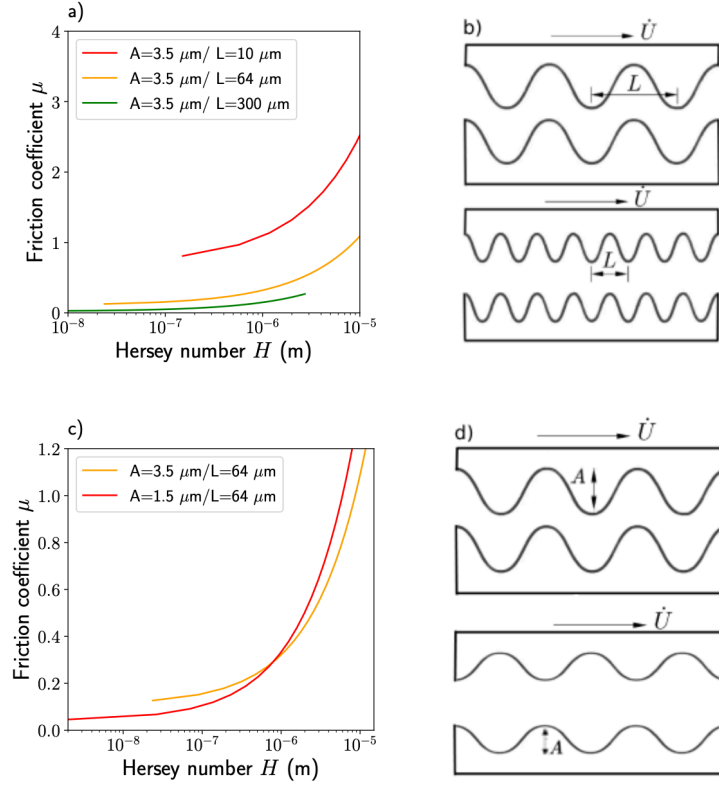 a)
4
3
2
1
0
Friction coefficient μ
A=3.5 μm/ L=10 μm
A=3.5 μm/ L=64 μm
A=3.5 μm/ L=300 μm
10⁻⁸ 10⁻⁷ 10⁻⁶ 10⁻⁵
Hersey number H (m)
b)
U̇
L
U̇
L
c)
1.2
1.0
0.8
0.6
0.4
0.2
0.0
Friction coefficient μ
A=3.5 μm/L=64 μm
A=1.5 μm/L=64 μm
10⁻⁸ 10⁻⁷ 10⁻⁶ 10⁻⁵
Hersey number H (m)
d)
U̇
A
U̇
A